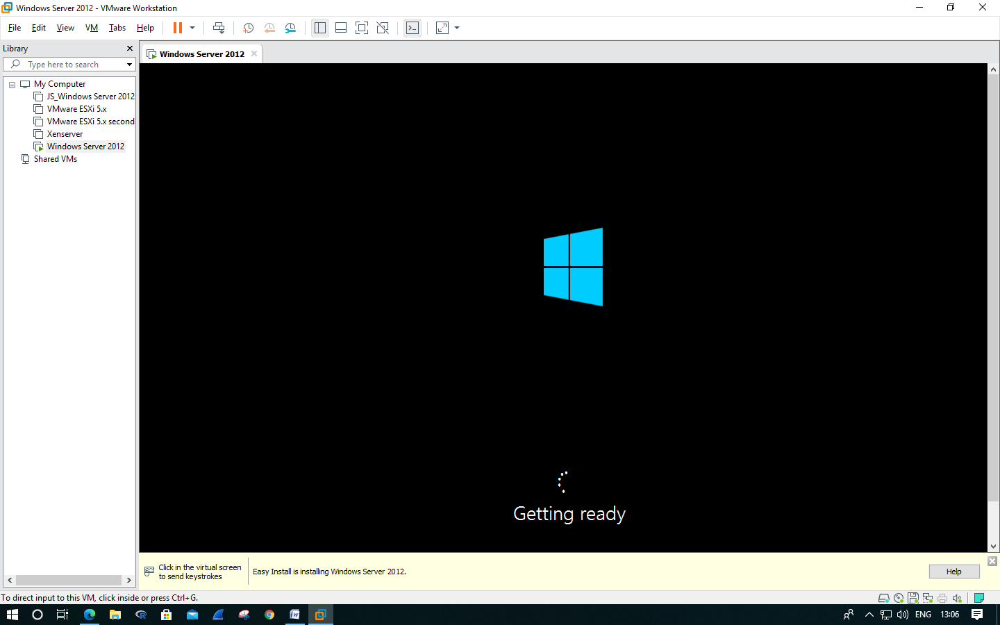 Windows Server 2012 - VMware Workstation
File Edit View VM Tabs Help
Library
Windows Server 2012
Type here to search
My Computer
JS_Windows Server 2012
VMware ESXi 5.x
VMware ESXi 5.x second
Xenserver
Windows Server 2012
Shared VMs
Getting ready
Click in the virtual screen
to send keystrokes
Easy Install is installing Windows Server 2012.
Help
To direct input to this VM, click inside or press Ctrl+G.
ENG 13:06